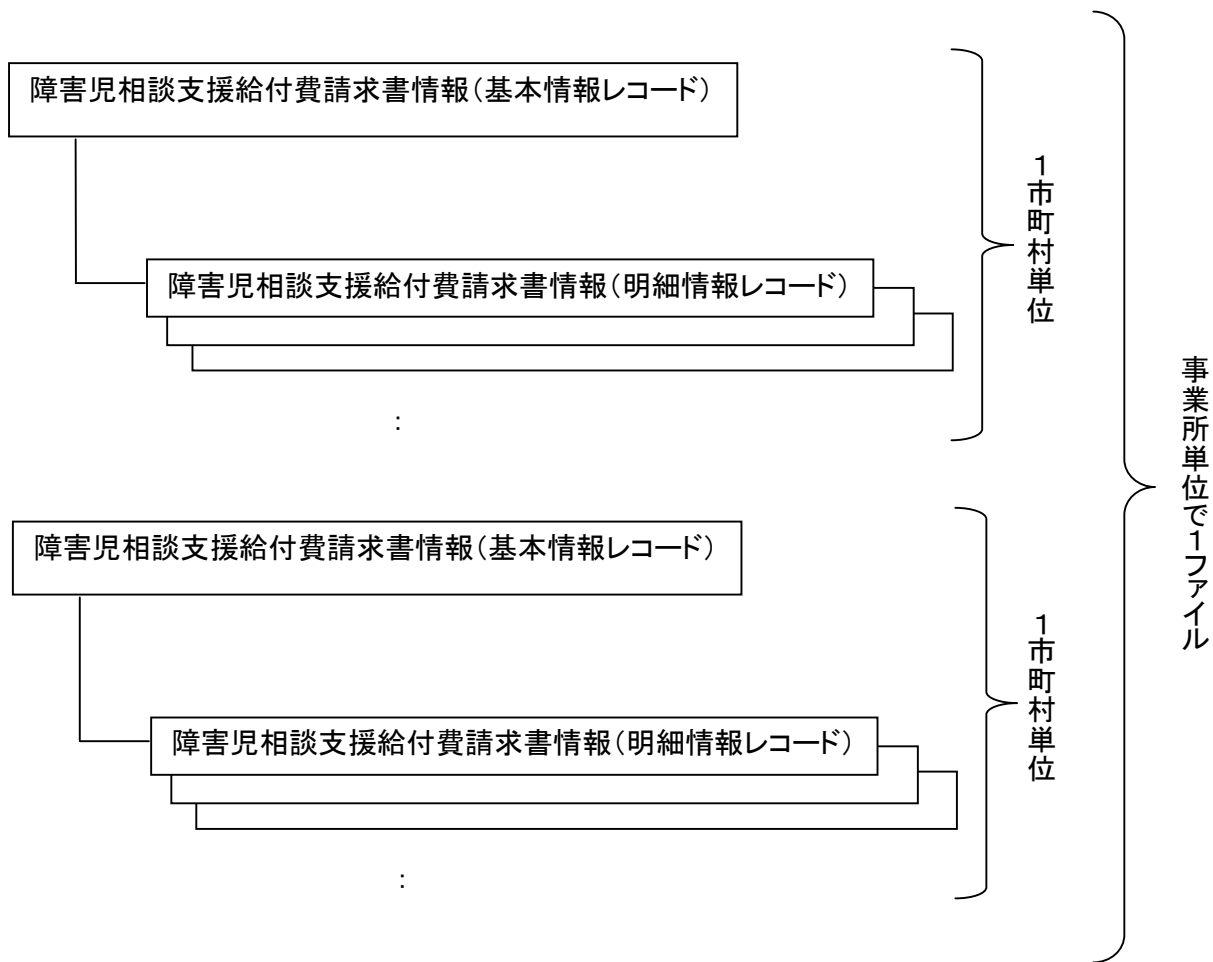 障害児相談支援給付費請求書情報(基本情報レコード)
障害児相談支援給付費請求書情報(明細情報レコード)
:
1市町村単位
障害児相談支援給付費請求書情報(基本情報レコード)
障害児相談支援給付費請求書情報(明細情報レコード)
:
1市町村単位
事業所単位で1ファイル